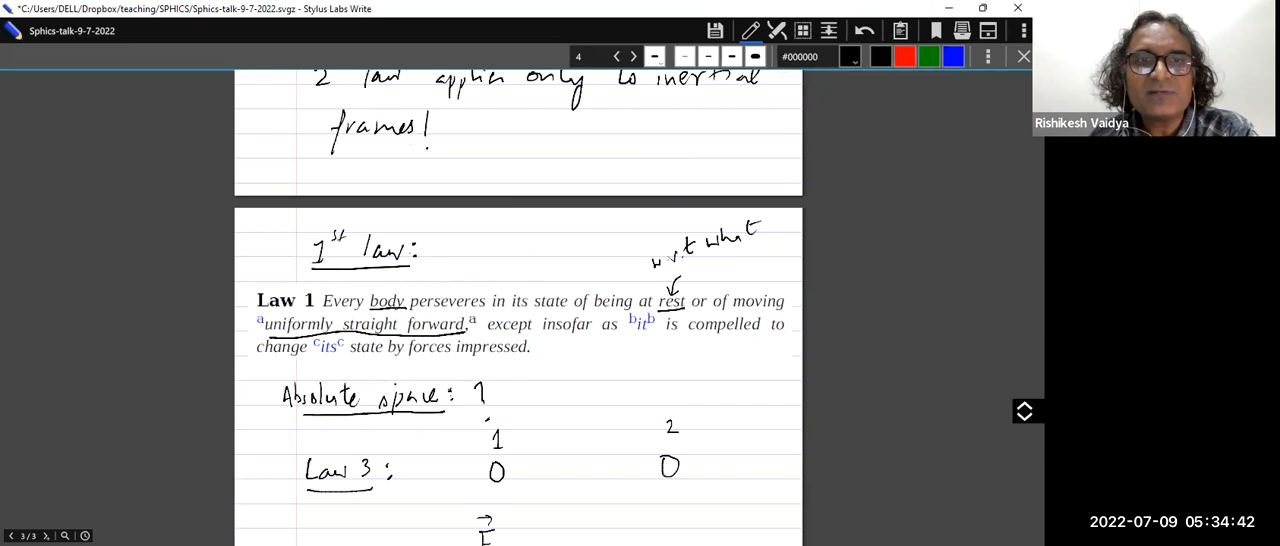 *C:/Users/DELL/Dropbox/teaching/SPHICS/Sphics-talk-9-7-2022.svgz - Stylus Labs Write
Sphics-talk-9-7-2022
4
#000000
Rishikesh Vaidya
2 law applies only to inertial
frames!
1st law:
w.r.t what
Law 1 Every body perseveres in its state of being at rest or of moving
a uniformly straight forward,a except insofar as b it b is compelled to
change c its c state by forces impressed.
Absolute space: ?
1 2
Law 3:
F
3/3
2022-07-09 05:34:42